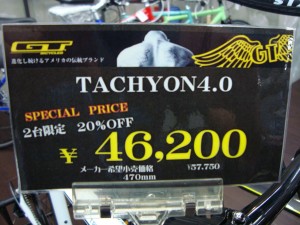 GT
BICYCLES
進化し続けるアメリカの伝統ブランド
GT
TACHYON4.0
SPECIAL PRICE
2台限定 20%OFF
¥ 46,200
メーカー希望小売価格 ¥57,750
470mm